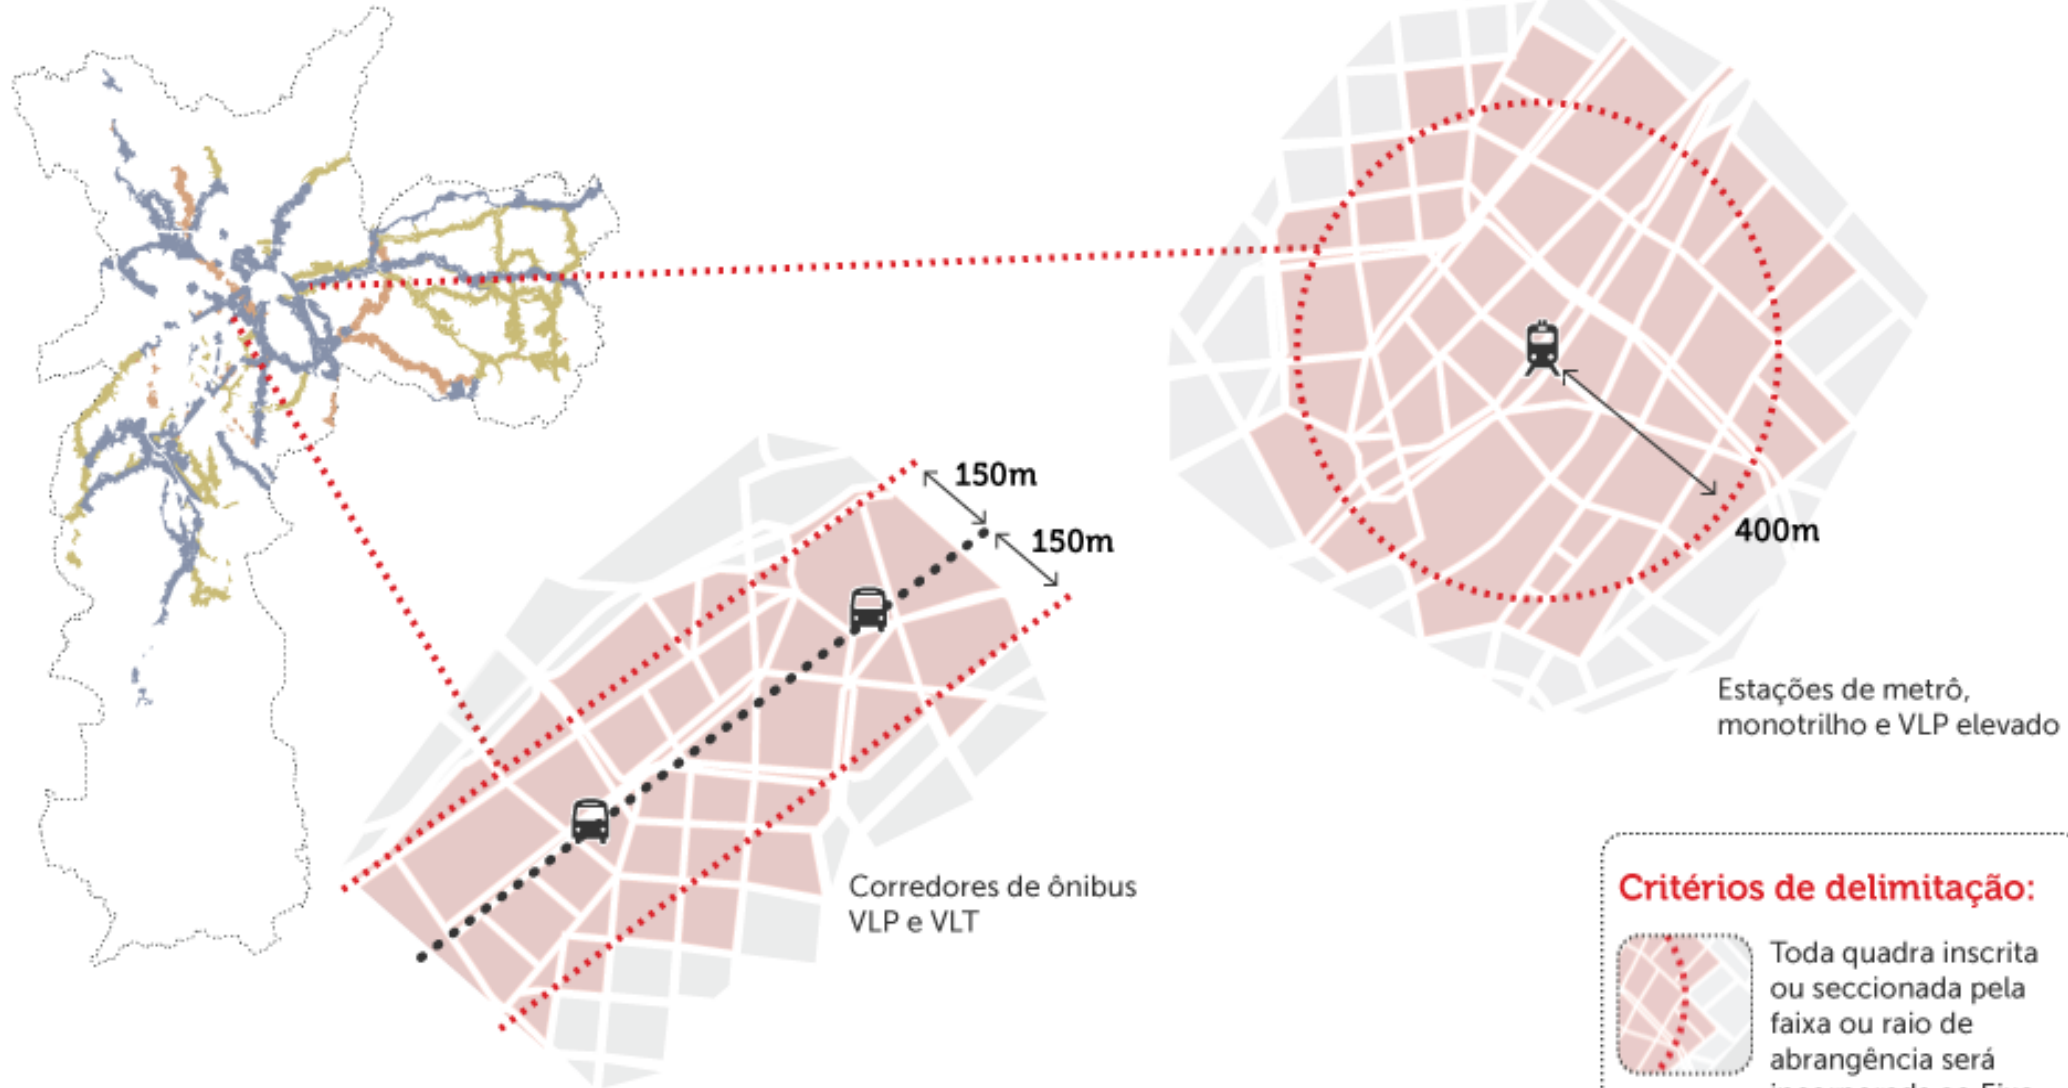 150m
150m
400m
Estações de metrô,
monotrilho e VLP elevado
Corredores de ônibus
VLP e VLT
Critérios de delimitação:
Toda quadra inscrita
ou seccionada pela
faixa ou raio de
abrangência será